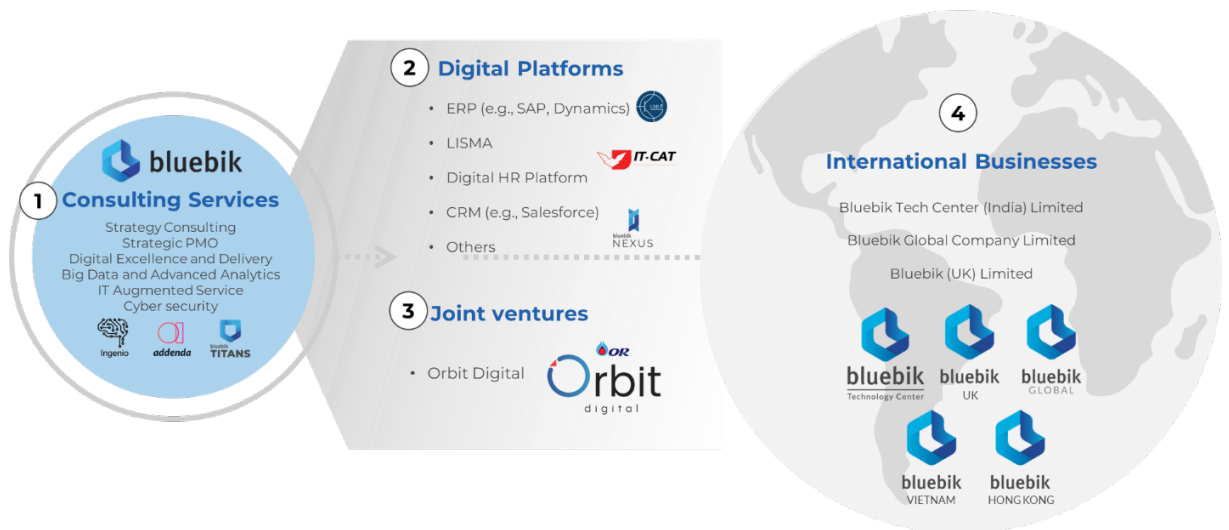 bluebik
1
Consulting Services
Strategy Consulting
Strategic PMO
Digital Excellence and Delivery
Big Data and Advanced Analytics
IT Augmented Service
Cyber security
Ingenio
addenda
bluebik
TITANS
2
Digital Platforms
• ERP (e.g., SAP, Dynamics)
• LISMA
IT-CAT
• Digital HR Platform
• CRM (e.g., Salesforce)
bluebik
NEXUS
• Others
3
Joint ventures
OR
• Orbit Digital
Orbit
digital
4
International Businesses
Bluebik Tech Center (India) Limited
Bluebik Global Company Limited
Bluebik (UK) Limited
bluebik
Technology Center
bluebik
UK
bluebik
GLOBAL
bluebik
VIETNAM
bluebik
HONG KONG